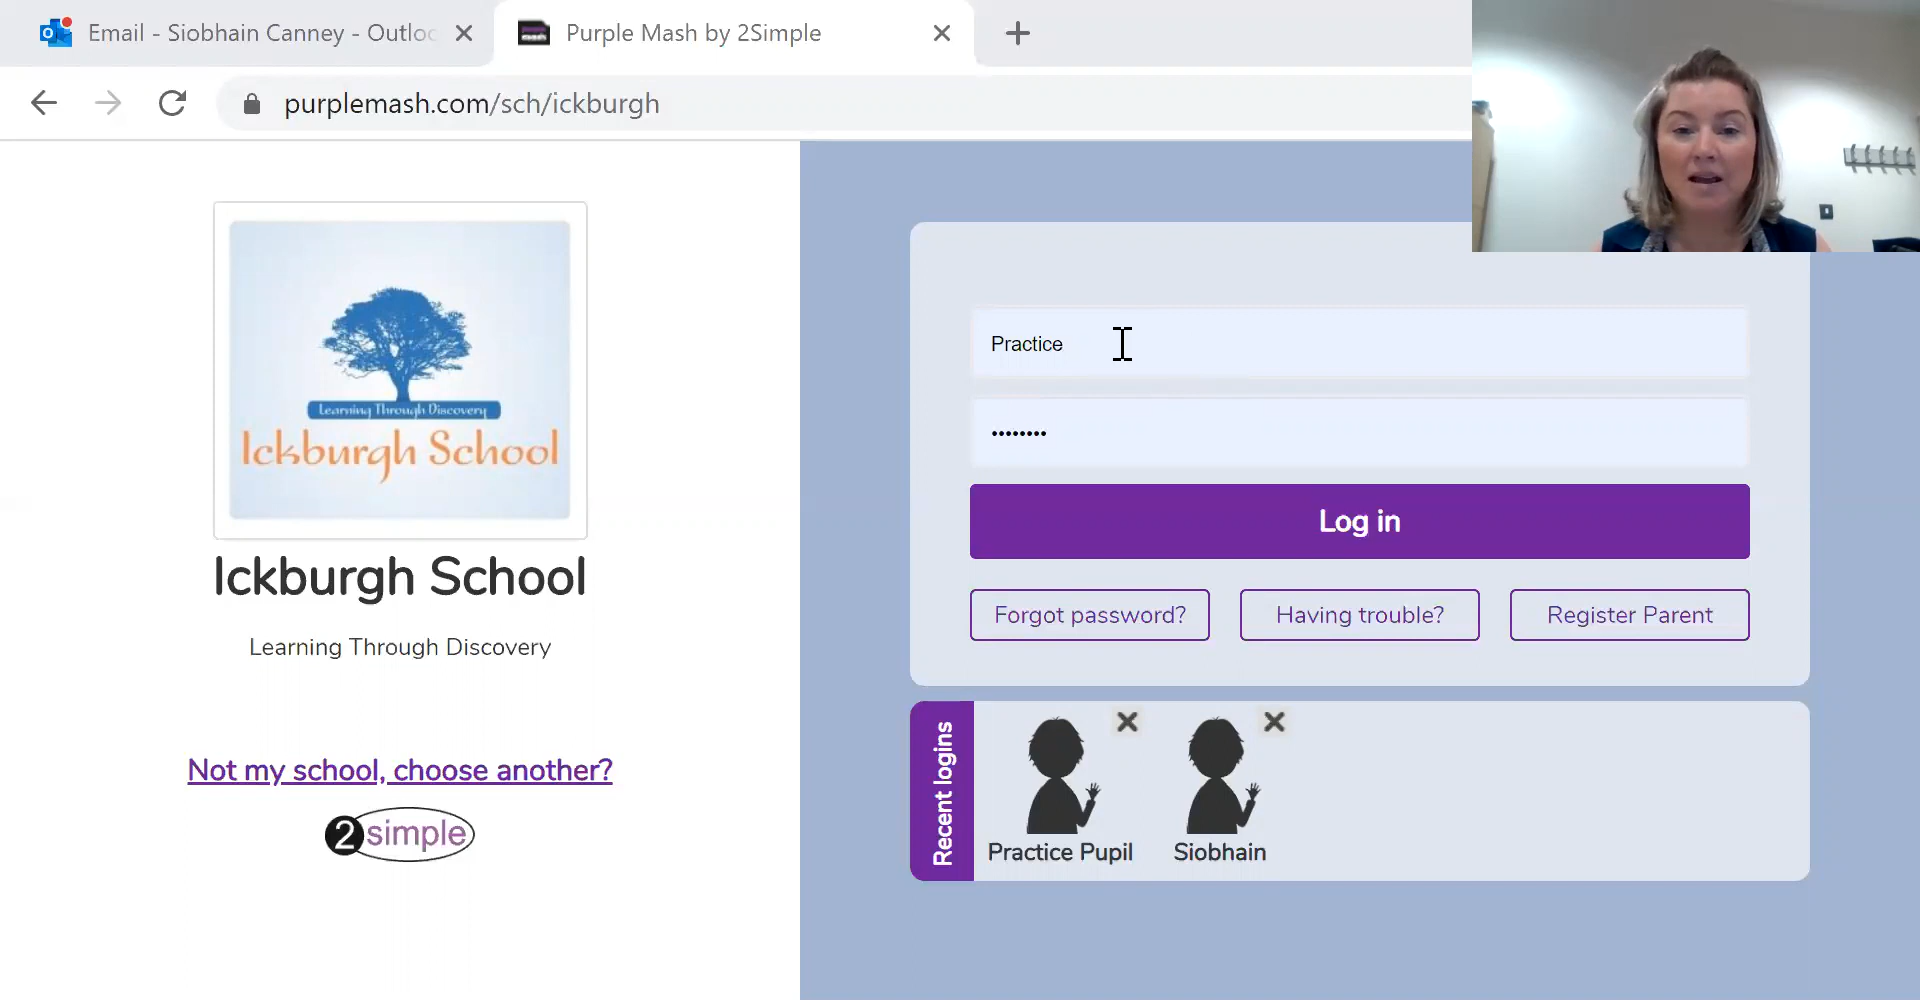 Email - Siobhain Canney - Outloo
Purple Mash by 2Simple
purplemash.com/sch/ickburgh
Learning Through Discovery
Ickburgh School
Ickburgh School
Learning Through Discovery
Not my school, choose another?
2simple
Practice
••••••••
Log in
Forgot password?
Having trouble?
Register Parent
Recent logins
Practice Pupil
Siobhain